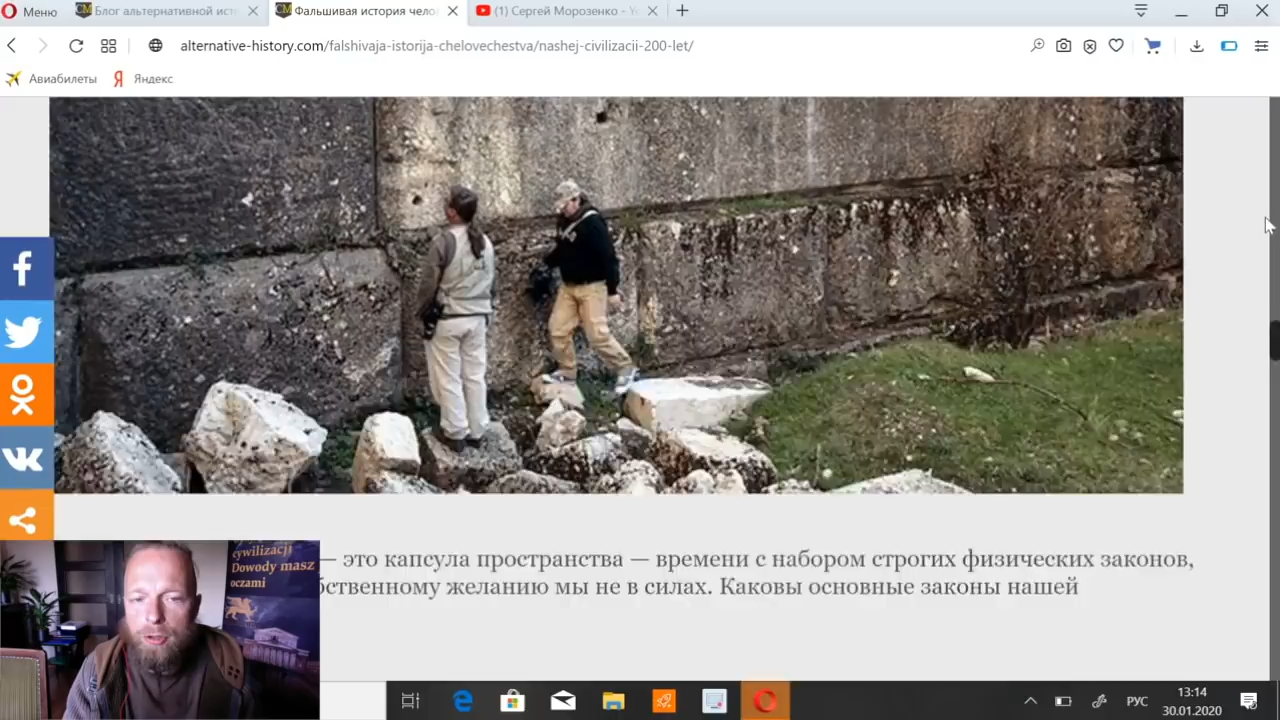 Меню
Блог альтернативной исто
Фальшивая история чело
(1) Сергей Морозенко - Yo
alternative-history.com/falshivaja-istorija-chelovechestva/nashej-civilizacii-200-let/
Авиабилеты
Яндекс
— это капсула пространства — времени с набором строгих физических законов,
бственному желанию мы не в силах. Каковы основные законы нашей
cywilizacji
Dowody masz
oczami
РУС
13:14
30.01.2020